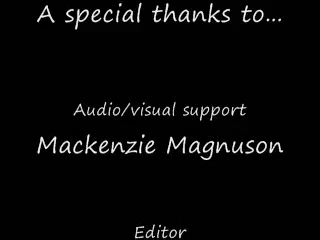 A special thanks to...
Audio/visual support
Mackenzie Magnuson
Editor